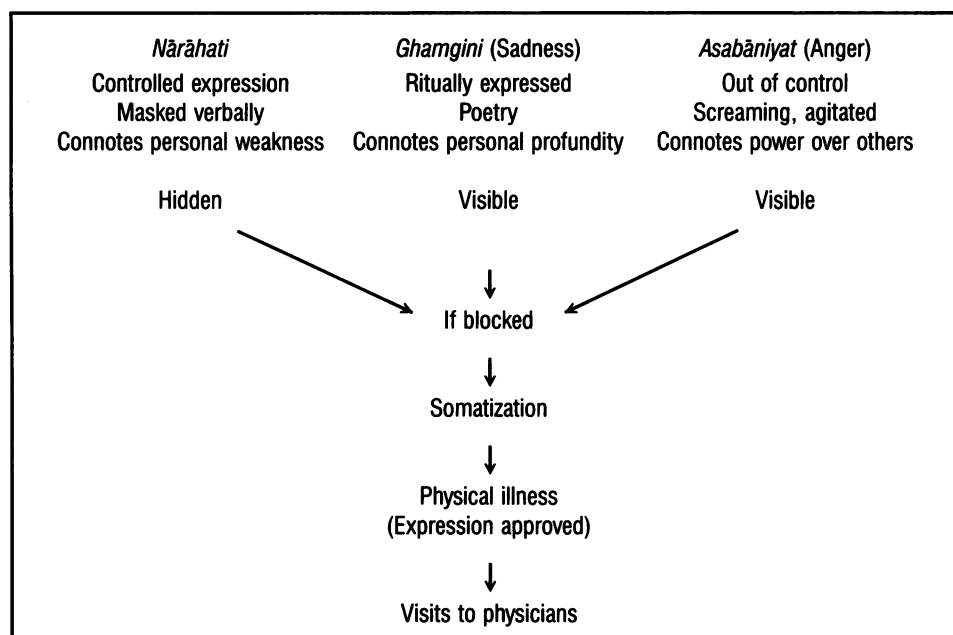 Nārāhati Ghamgini (Sadness) Asabāniyat (Anger)
Controlled expression Ritually expressed Out of control
Masked verbally Poetry Screaming, agitated
Connotes personal weakness Connotes personal profundity Connotes power over others
Hidden Visible Visible
If blocked
Somatization
Physical illness
(Expression approved)
Visits to physicians